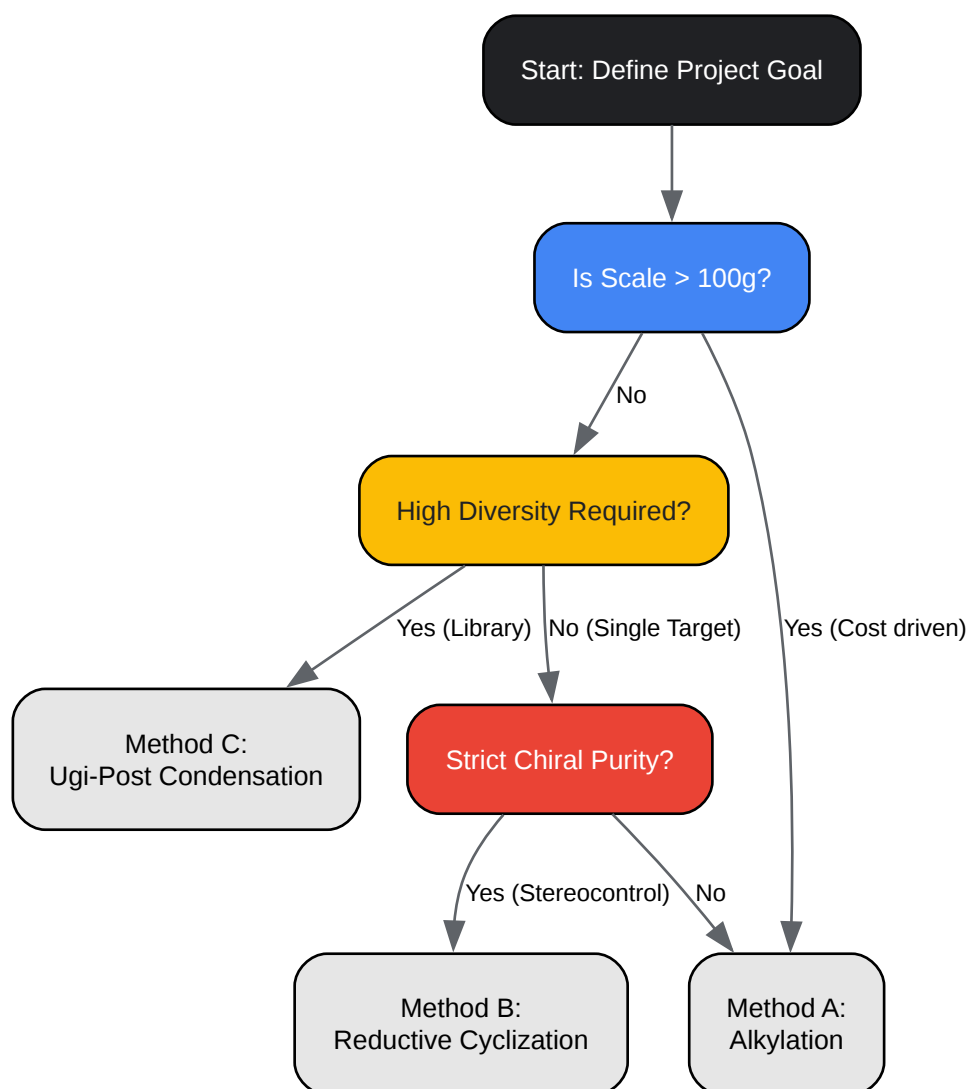 Start: Define Project Goal
Is Scale > 100g?
No
High Diversity Required?
Yes (Library)
No (Single Target)
Yes (Cost driven)
Method C:
Ugi-Post Condensation
Strict Chiral Purity?
Yes (Stereocontrol)
No
Method B:
Reductive Cyclization
Method A:
Alkylation